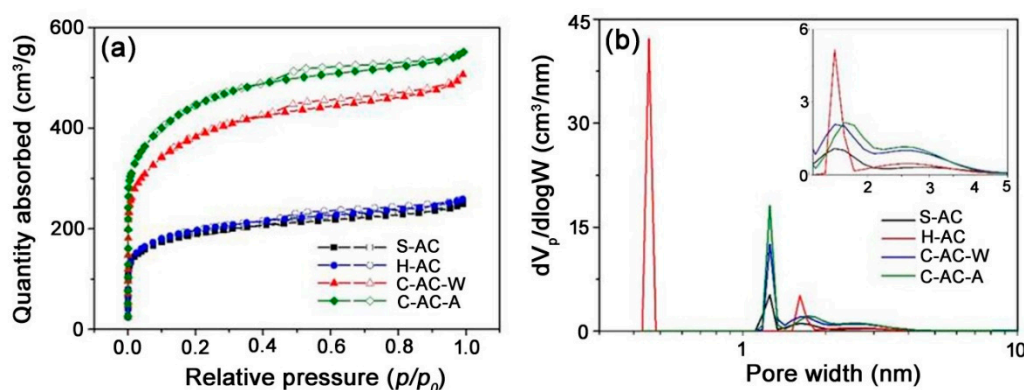 (a)
Quantity absorbed (cm³/g)
600
400
200
0
S-AC
H-AC
C-AC-W
C-AC-A
0.0 0.2 0.4 0.6 0.8 1.0
Relative pressure (p/p₀)
(b)
dVₚ/dlogW (cm³/nm)
45
30
15
0
6
3
0
2 3 4 5
S-AC
H-AC
C-AC-W
C-AC-A
1 10
Pore width (nm)